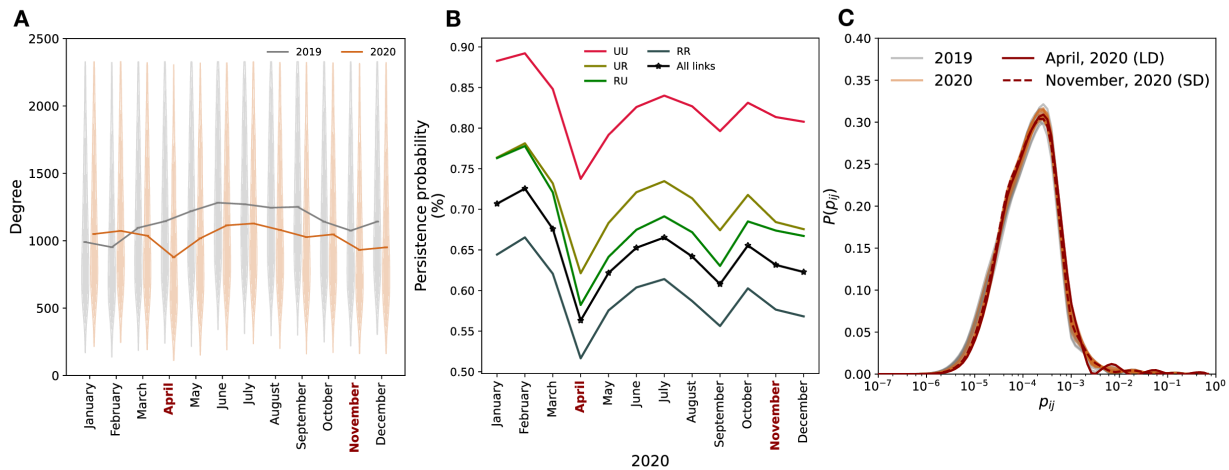 A
2500
2000
1500
1000
500
0
Degree
2019
2020
January
February
March
April
May
June
July
August
September
October
November
December
B
0.90
0.85
0.80
0.75
0.70
0.65
0.60
0.55
0.50
Persistence probability
(%)
UU
UR
RU
RR
All links
January
February
March
April
May
June
July
August
September
October
November
December
2020
C
0.40
0.35
0.30
0.25
0.20
0.15
0.10
0.05
0.00
P(p_ij)
2019
2020
April, 2020 (LD)
November, 2020 (SD)
10⁻⁷
10⁻⁶
10⁻⁵
10⁻⁴
10⁻³
10⁻²
10⁻¹
10⁰
p_ij